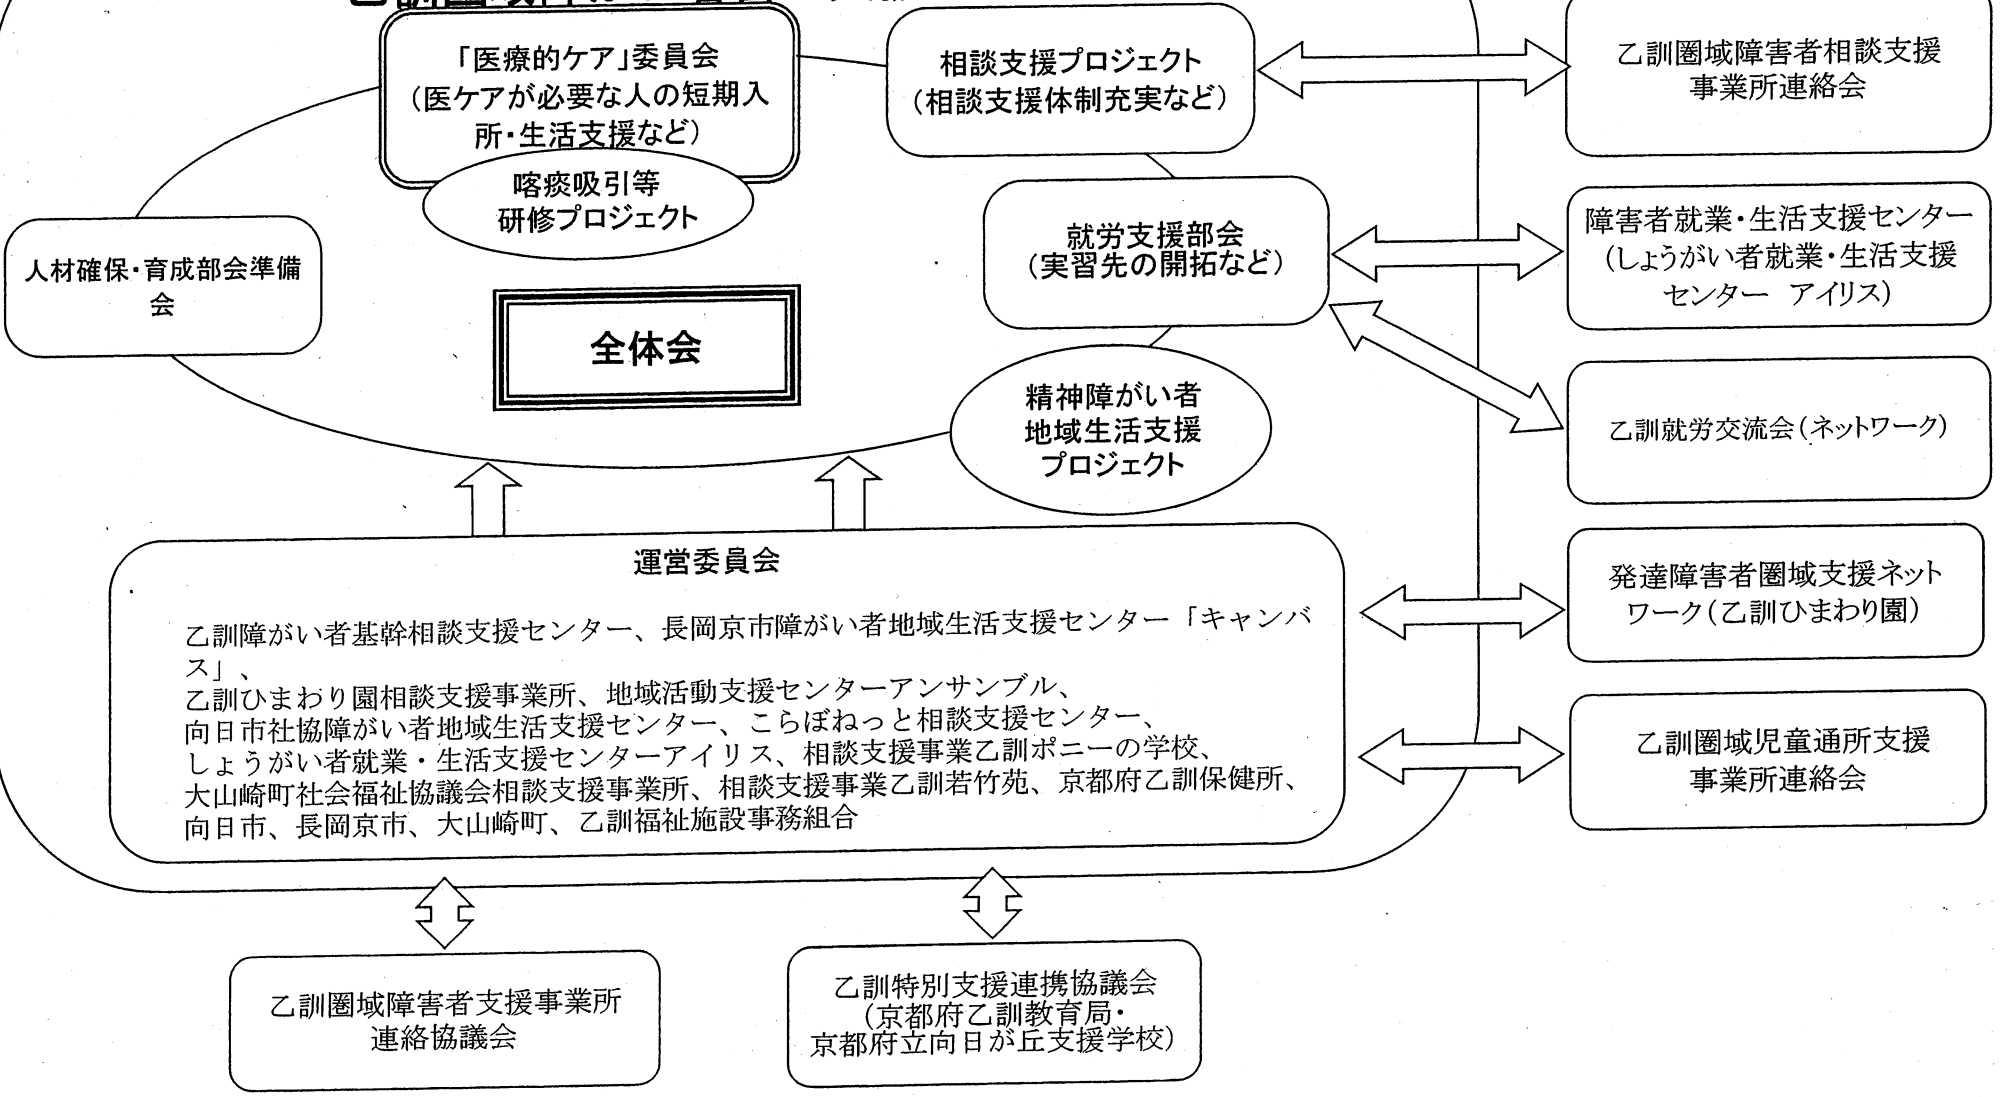 「医療的ケア」委員会
(医ケアが必要な人の短期入
所・生活支援など)
喀痰吸引等
研修プロジェクト
相談支援プロジェクト
(相談支援体制充実など)
乙訓圏域障害者相談支援
事業所連絡会
人材確保・育成部会準備
会
就労支援部会
(実習先の開拓など)
障害者就業・生活支援センター
(しょうがい者就業・生活支援
センター　アイリス)
全体会
精神障がい者
地域生活支援
プロジェクト
乙訓就労交流会(ネットワーク)
運営委員会
乙訓障がい者基幹相談支援センター、長岡京市障がい者地域生活支援センター「キャンバ
ス」、
乙訓ひまわり園相談支援事業所、地域活動支援センターアンサンブル、
向日市社協障がい者地域生活支援センター、こらぼねっと相談支援センター、
しょうがい者就業・生活支援センターアイリス、相談支援事業乙訓ポニーの学校、
大山崎町社会福祉協議会相談支援事業所、相談支援事業乙訓若竹苑、京都府乙訓保健所、
向日市、長岡京市、大山崎町、乙訓福祉施設事務組合
発達障害者圏域支援ネット
ワーク(乙訓ひまわり園)
乙訓圏域児童通所支援
事業所連絡会
乙訓圏域障害者支援事業所
連絡協議会
乙訓特別支援連携協議会
(京都府乙訓教育局・
京都府立向日が丘支援学校)